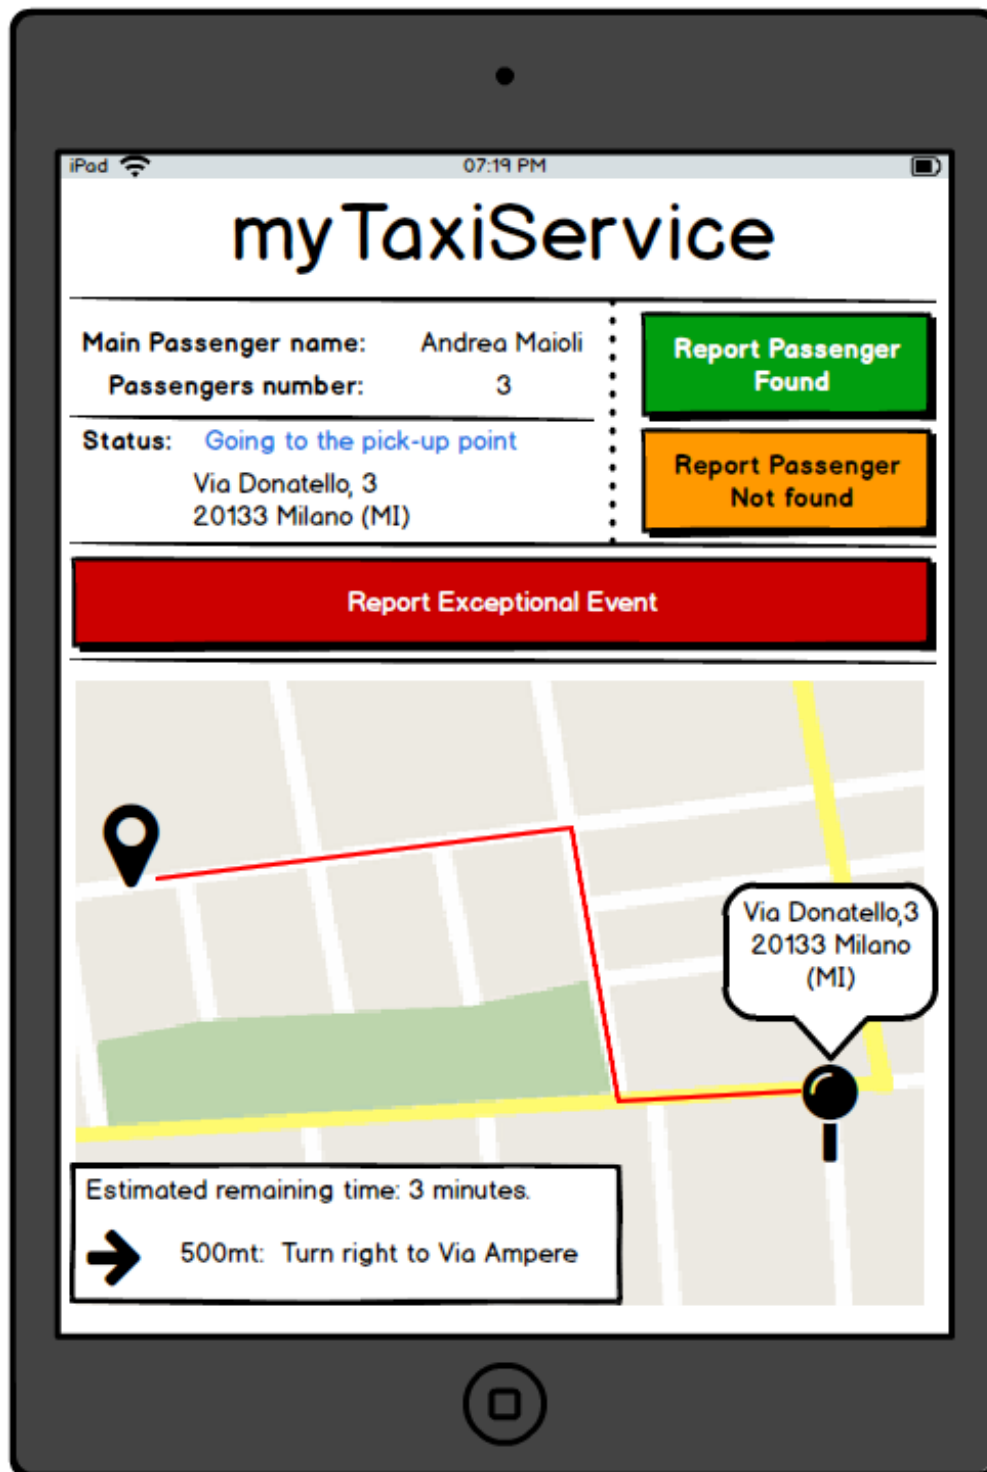 iPad 07:19 PM
myTaxiService
Main Passenger name: Andrea Maioli
Passengers number: 3
Status: Going to the pick-up point
Via Donatello, 3
20133 Milano (MI)
Report Passenger
Found
Report Passenger
Not found
Report Exceptional Event
Via Donatello,3
20133 Milano
(MI)
Estimated remaining time: 3 minutes.
500mt: Turn right to Via Ampere